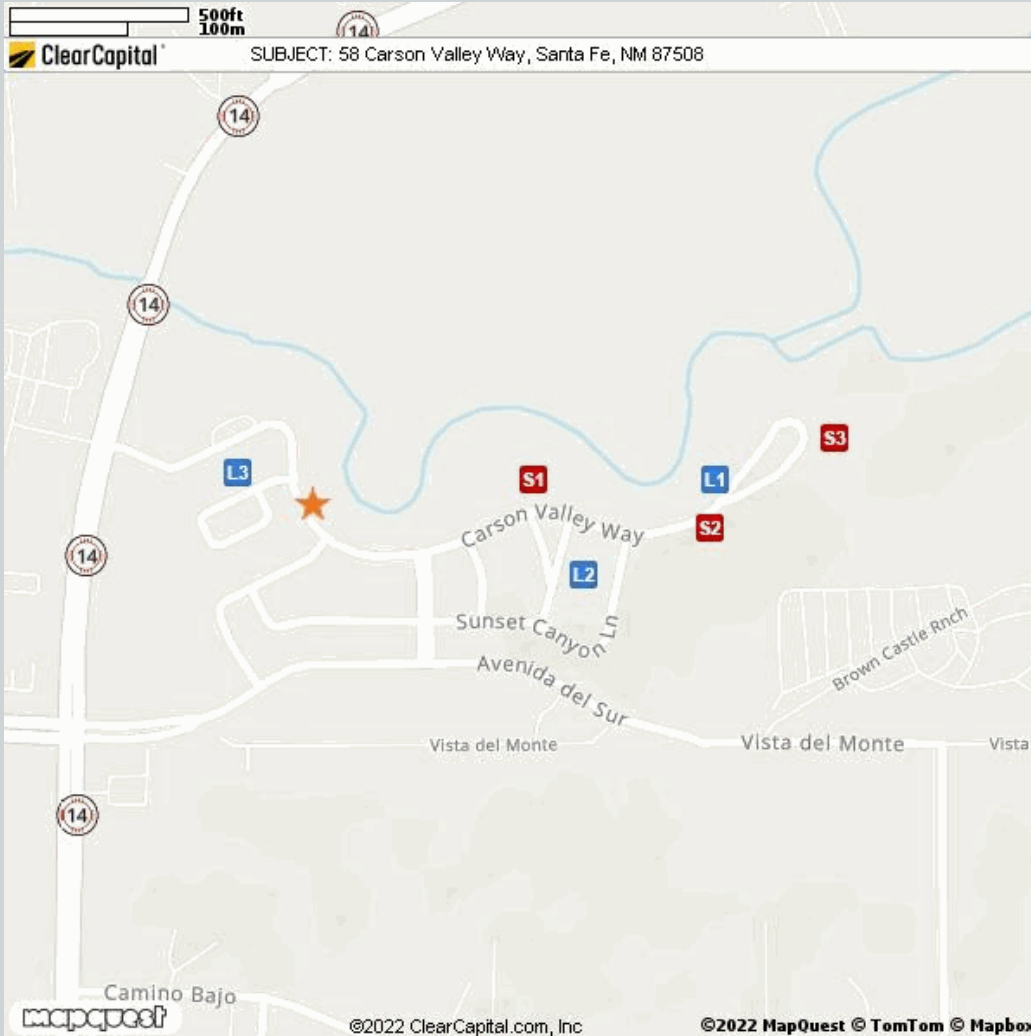 500ft
100m
14
ClearCapital
SUBJECT: 58 Carson Valley Way, Santa Fe, NM 87508
14
14
S3
L3
S1
L1
Carson Valley Way
S2
14
L2
Sunset Canyon Ln
Brown Castle Rnch
Avenida del Sur
Vista del Monte
Vista del Monte
Vista
14
Camino Bajo
mapquest
©2022 ClearCapital.com, Inc
©2022 MapQuest © TomTom © Mapbox